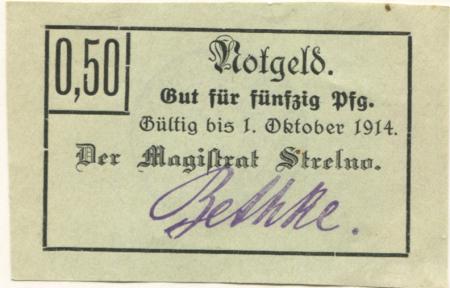 0,50
Notgeld.
Gut für fünfzig Pfg.
Gültig bis 1. Oktober 1914.
Der Magistrat Strelno.
Bethke.